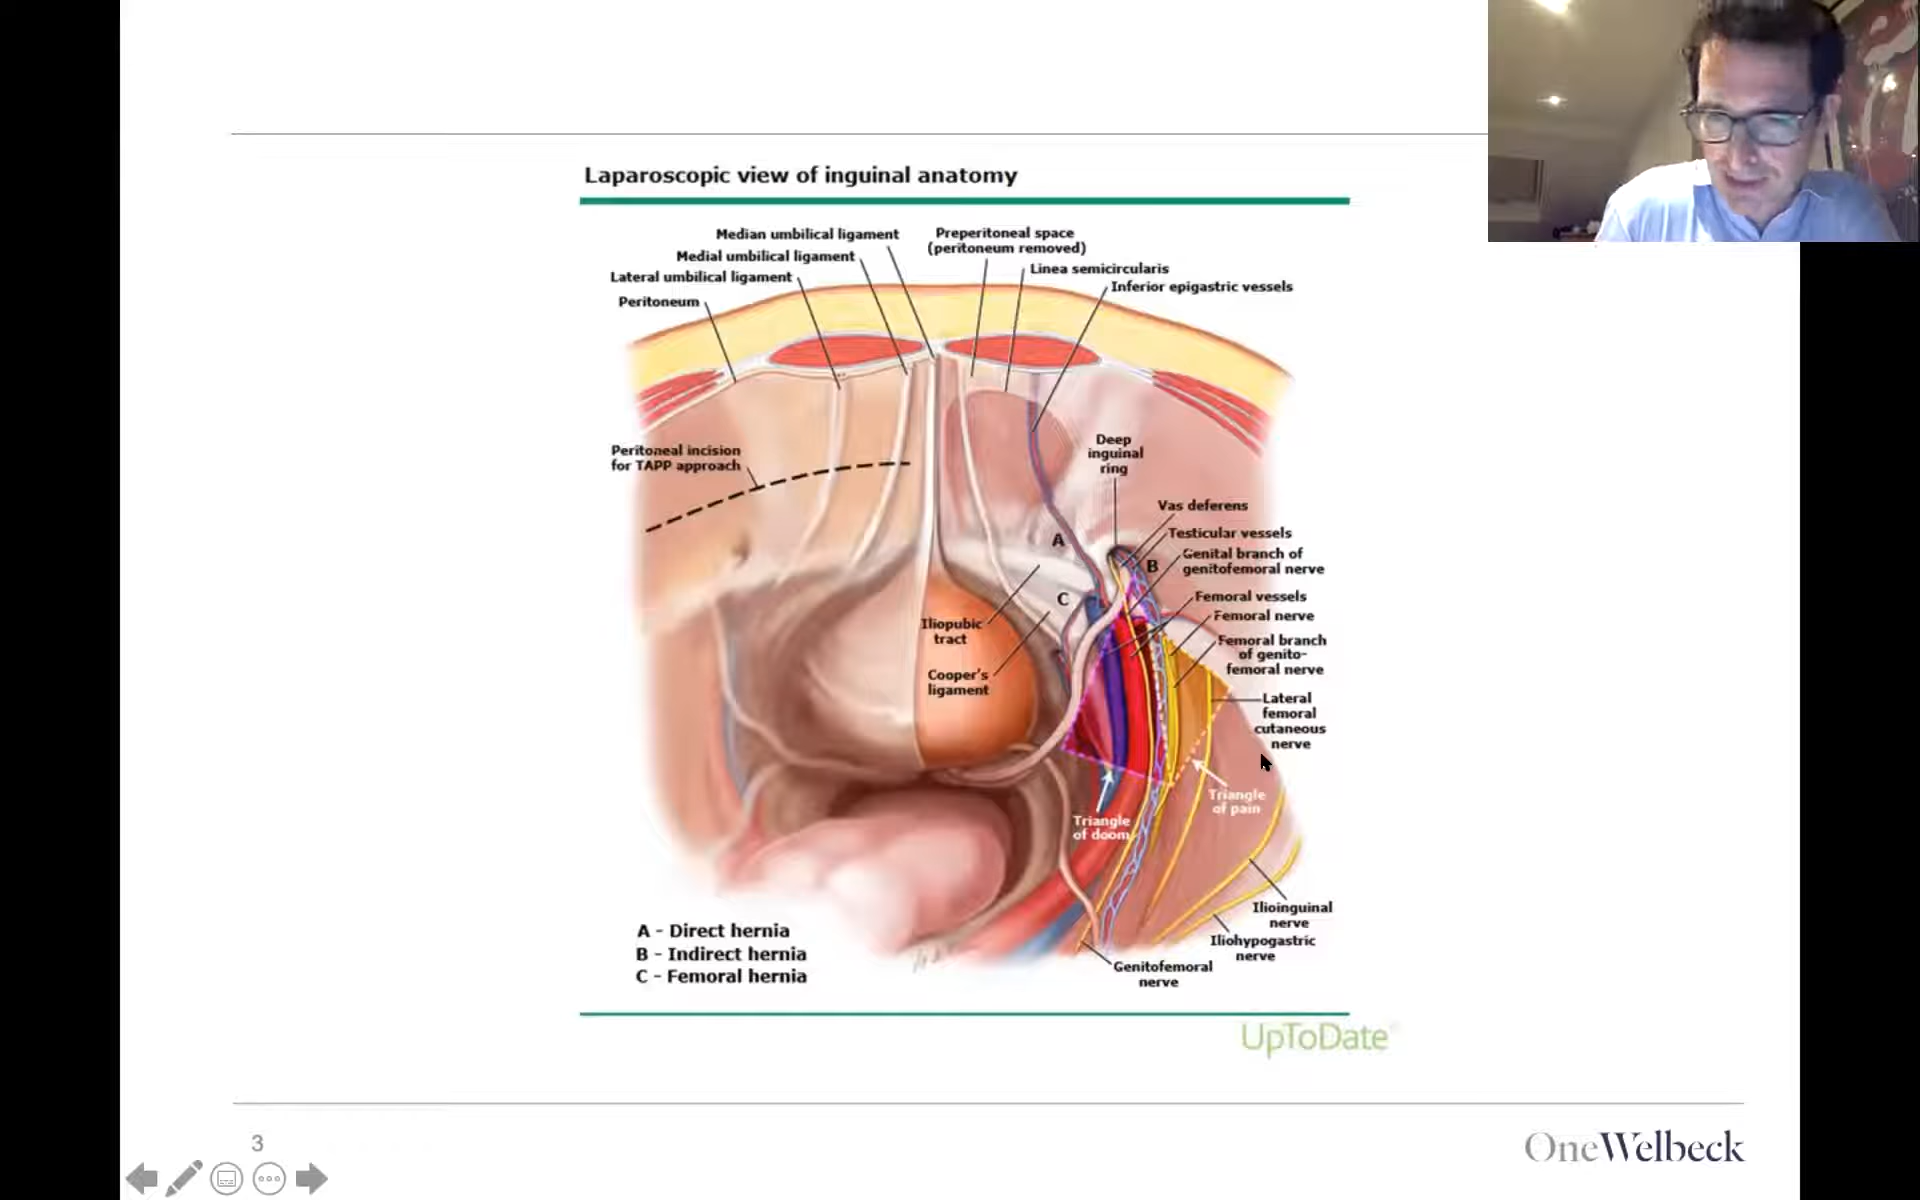 Laparoscopic view of inguinal anatomy
Median umbilical ligament
Medial umbilical ligament
Lateral umbilical ligament
Peritoneum
Preperitoneal space
(peritoneum removed)
Linea semicircularis
Inferior epigastric vessels
Peritoneal incision
for TAPP approach
Deep
inguinal
ring
Vas deferens
Testicular vessels
Genital branch of
genitofemoral nerve
Femoral vessels
Femoral nerve
Femoral branch
of genito-
femoral nerve
Lateral
femoral
cutaneous
nerve
A
B
C
Iliopubic
tract
Cooper's
ligament
Triangle
of doom
Triangle
of pain
Ilioinguinal
nerve
Iliohypogastric
nerve
Genitofemoral
nerve
A - Direct hernia
B - Indirect hernia
C - Femoral hernia
UpToDate
3
OneWelbeck